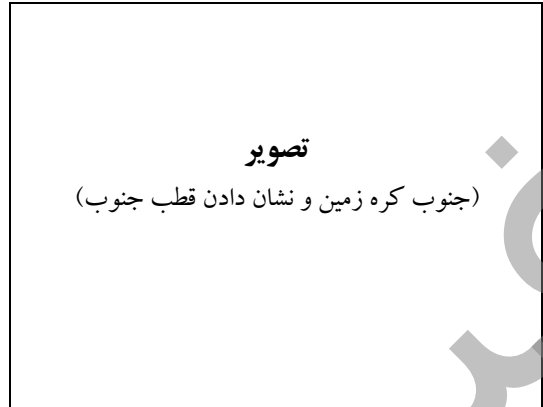 تصویر
(جنوب کره زمین و نشان دادن قطب جنوب)